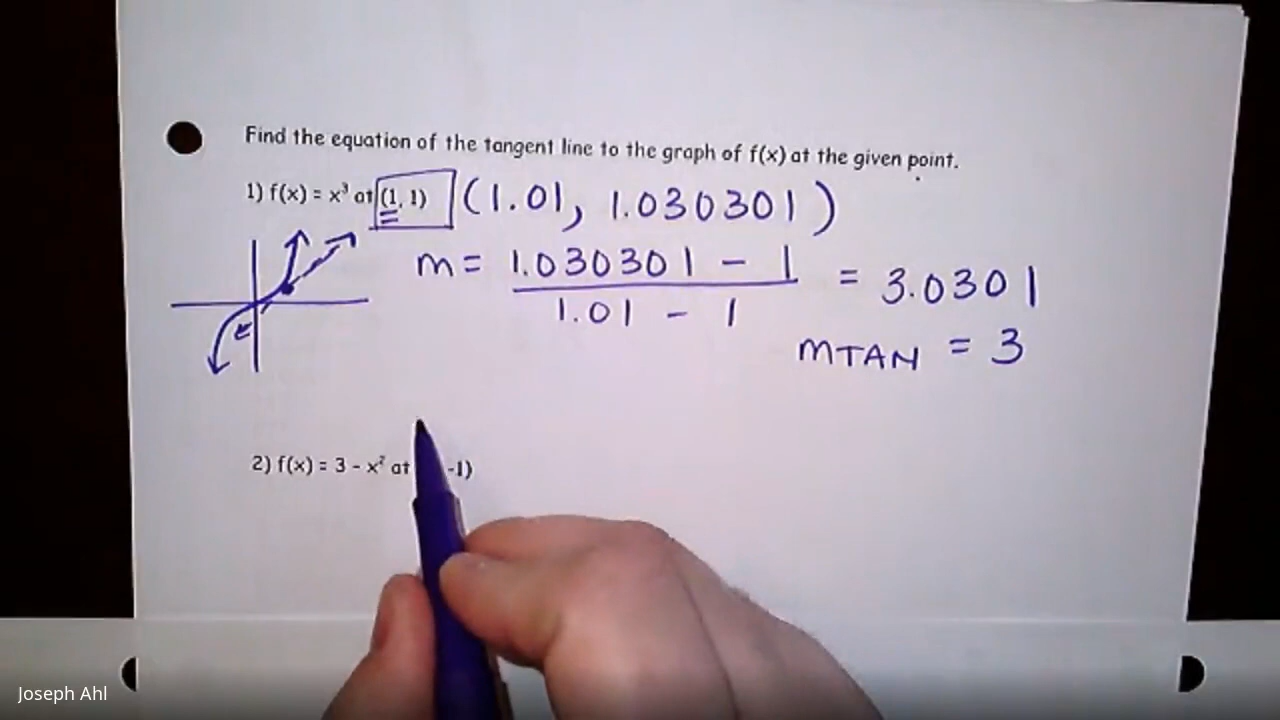 Find the equation of the tangent line to the graph of f(x) at the given point.
1) f(x) = x³ at (1, 1) (1.01, 1.030301)
m = 1.030301 - 1 / 1.01 - 1 = 3.0301
mTAN = 3
2) f(x) = 3 - x² at -1)
Joseph Ahl